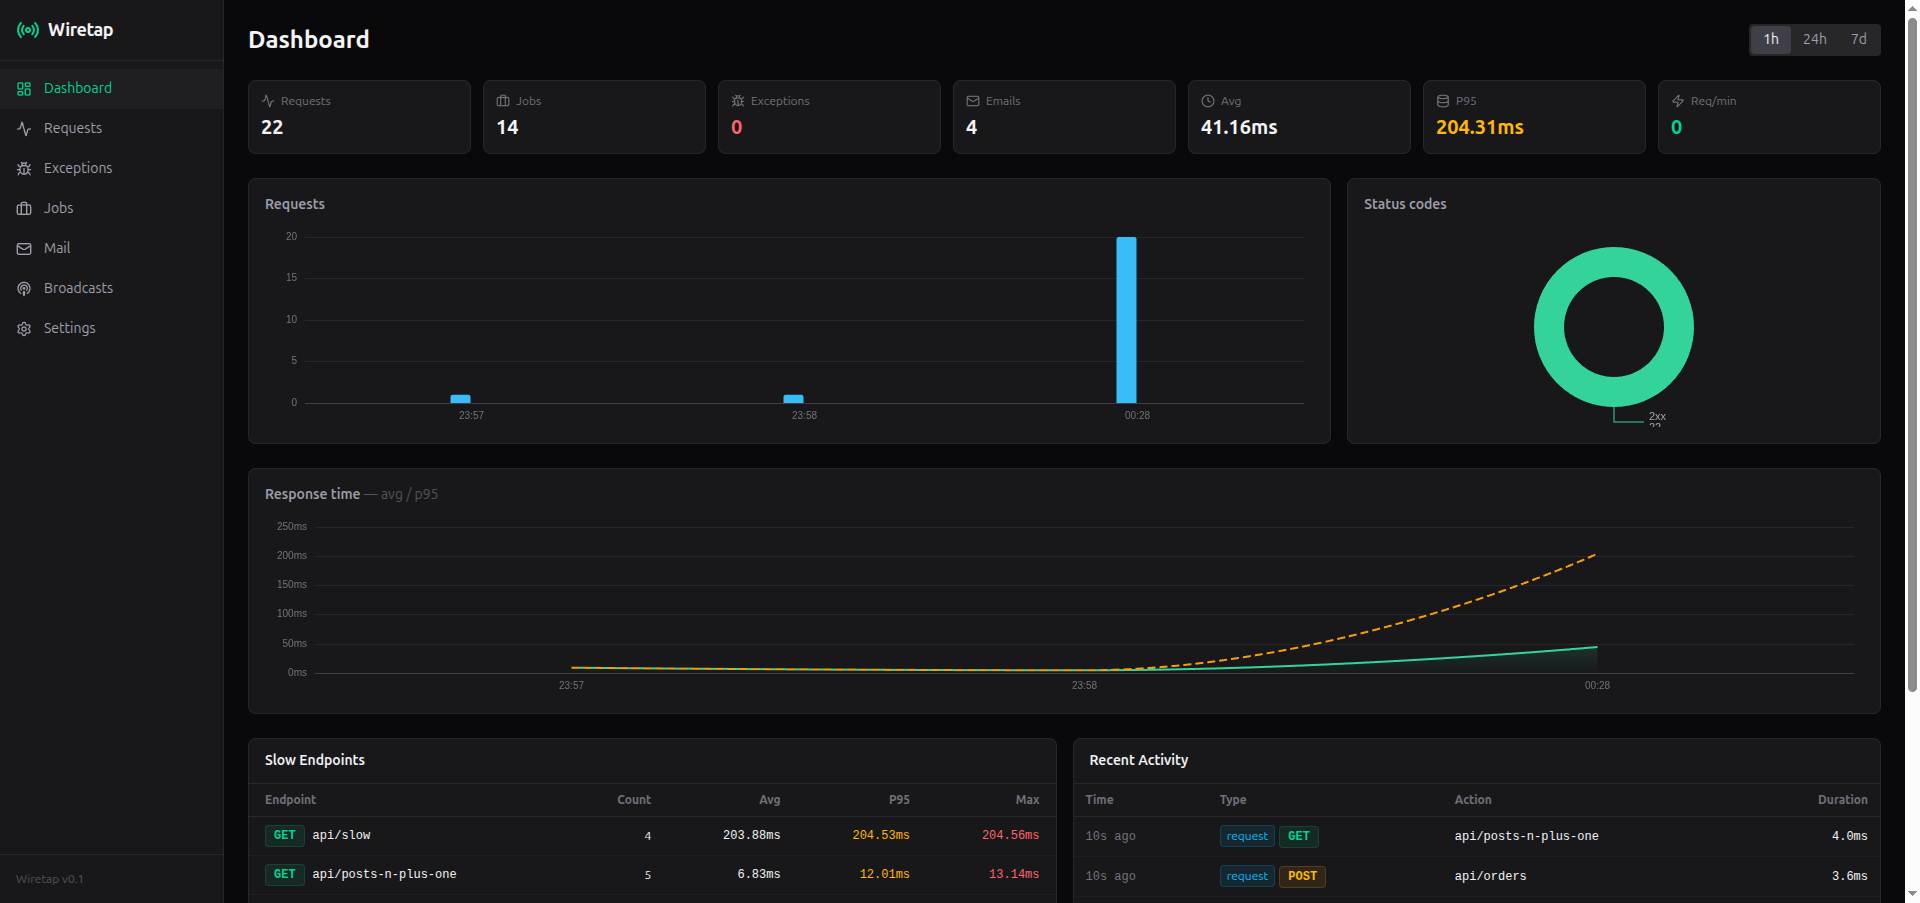 Wiretap
Dashboard
Requests
Exceptions
Jobs
Mail
Broadcasts
Settings
Wiretap v0.1
Dashboard
1h 24h 7d
Requests
22
Jobs
14
Exceptions
0
Emails
4
Avg
41.16ms
P95
204.31ms
Req/min
0
Requests
20
15
10
5
0
23:57 23:58 00:28
Status codes
2xx
22
Response time — avg / p95
250ms
200ms
150ms
100ms
50ms
0ms
23:57 23:58 00:28
Slow Endpoints
Endpoint Count Avg P95 Max
GET api/slow 4 203.88ms 204.53ms 204.56ms
GET api/posts-n-plus-one 5 6.83ms 12.01ms 13.14ms
Recent Activity
Time Type Action Duration
10s ago request GET api/posts-n-plus-one 4.0ms
10s ago request POST api/orders 3.6ms